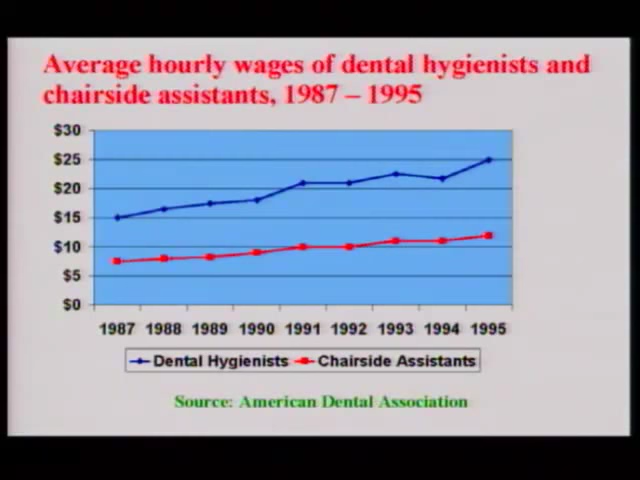 Average hourly wages of dental hygienists and
chairside assistants, 1987 – 1995
$30
$25
$20
$15
$10
$5
$0
1987 1988 1989 1990 1991 1992 1993 1994 1995
Dental Hygienists Chairside Assistants
Source: American Dental Association